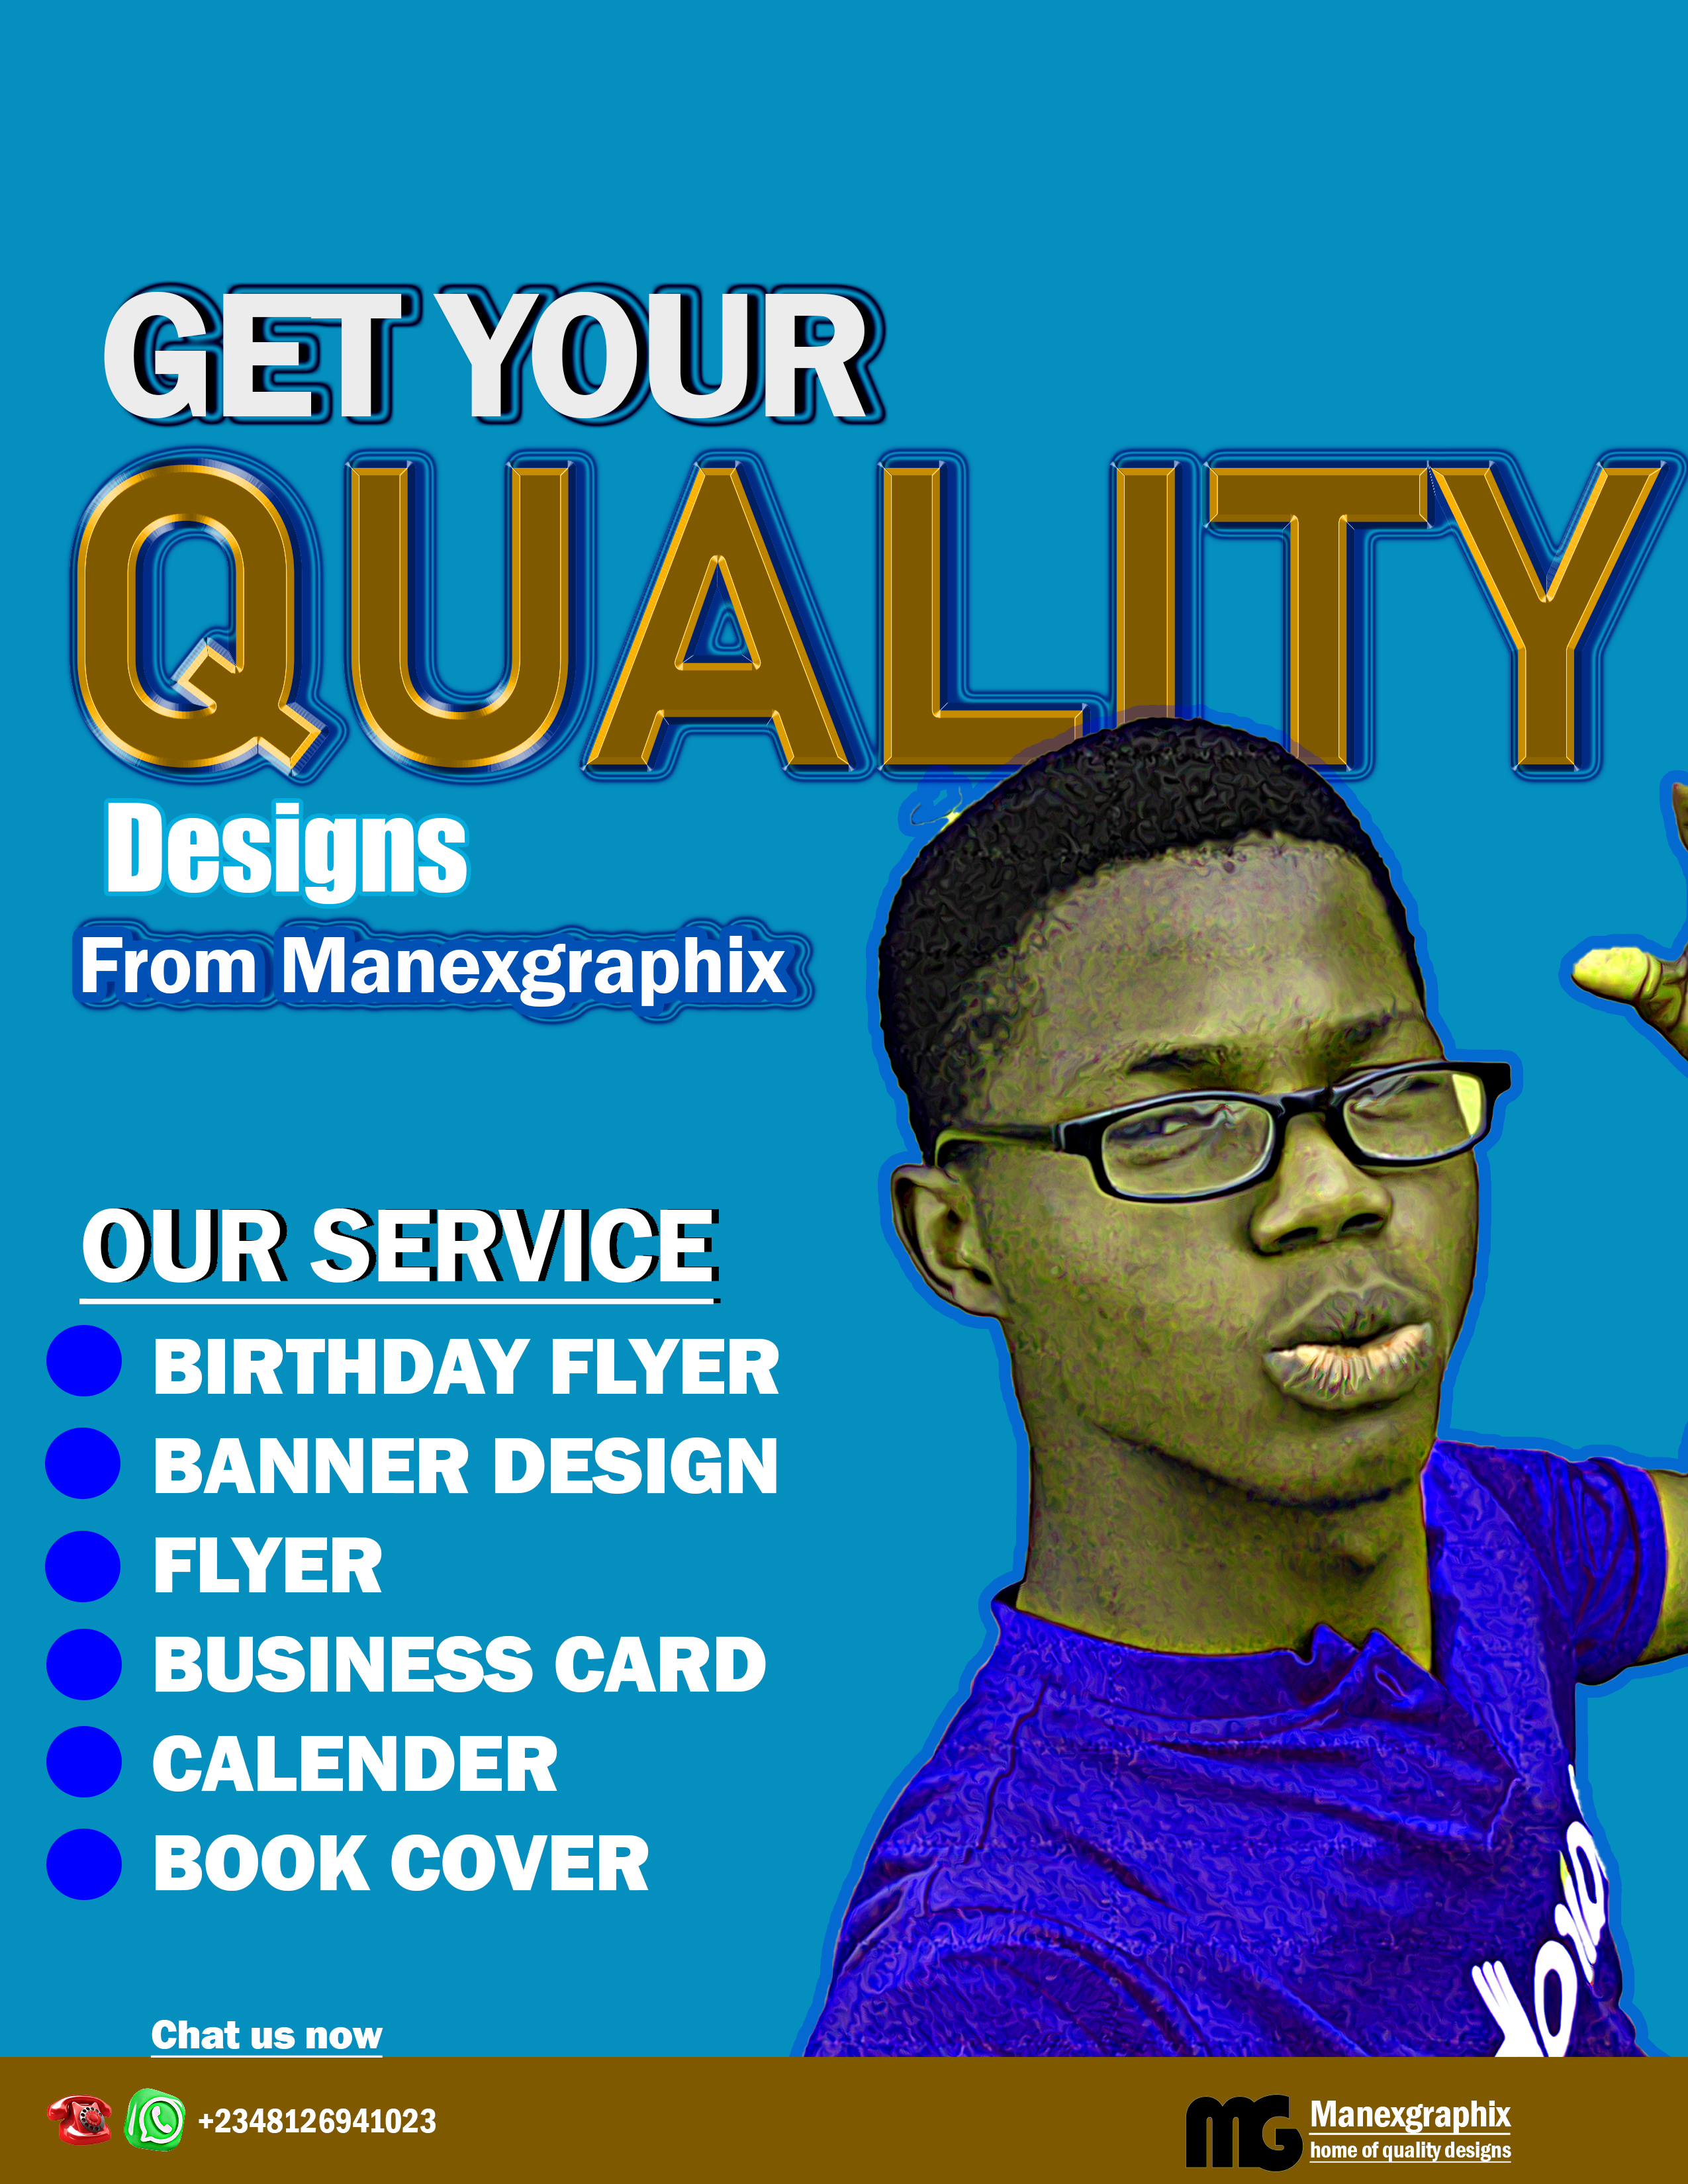 GET YOUR
QUALITY
Designs
From Manexgraphix
OUR SERVICE
BIRTHDAY FLYER
BANNER DESIGN
FLYER
BUSINESS CARD
CALENDER
BOOK COVER
Chat us now
+2348126941023
mG
Manexgraphix
home of quality designs